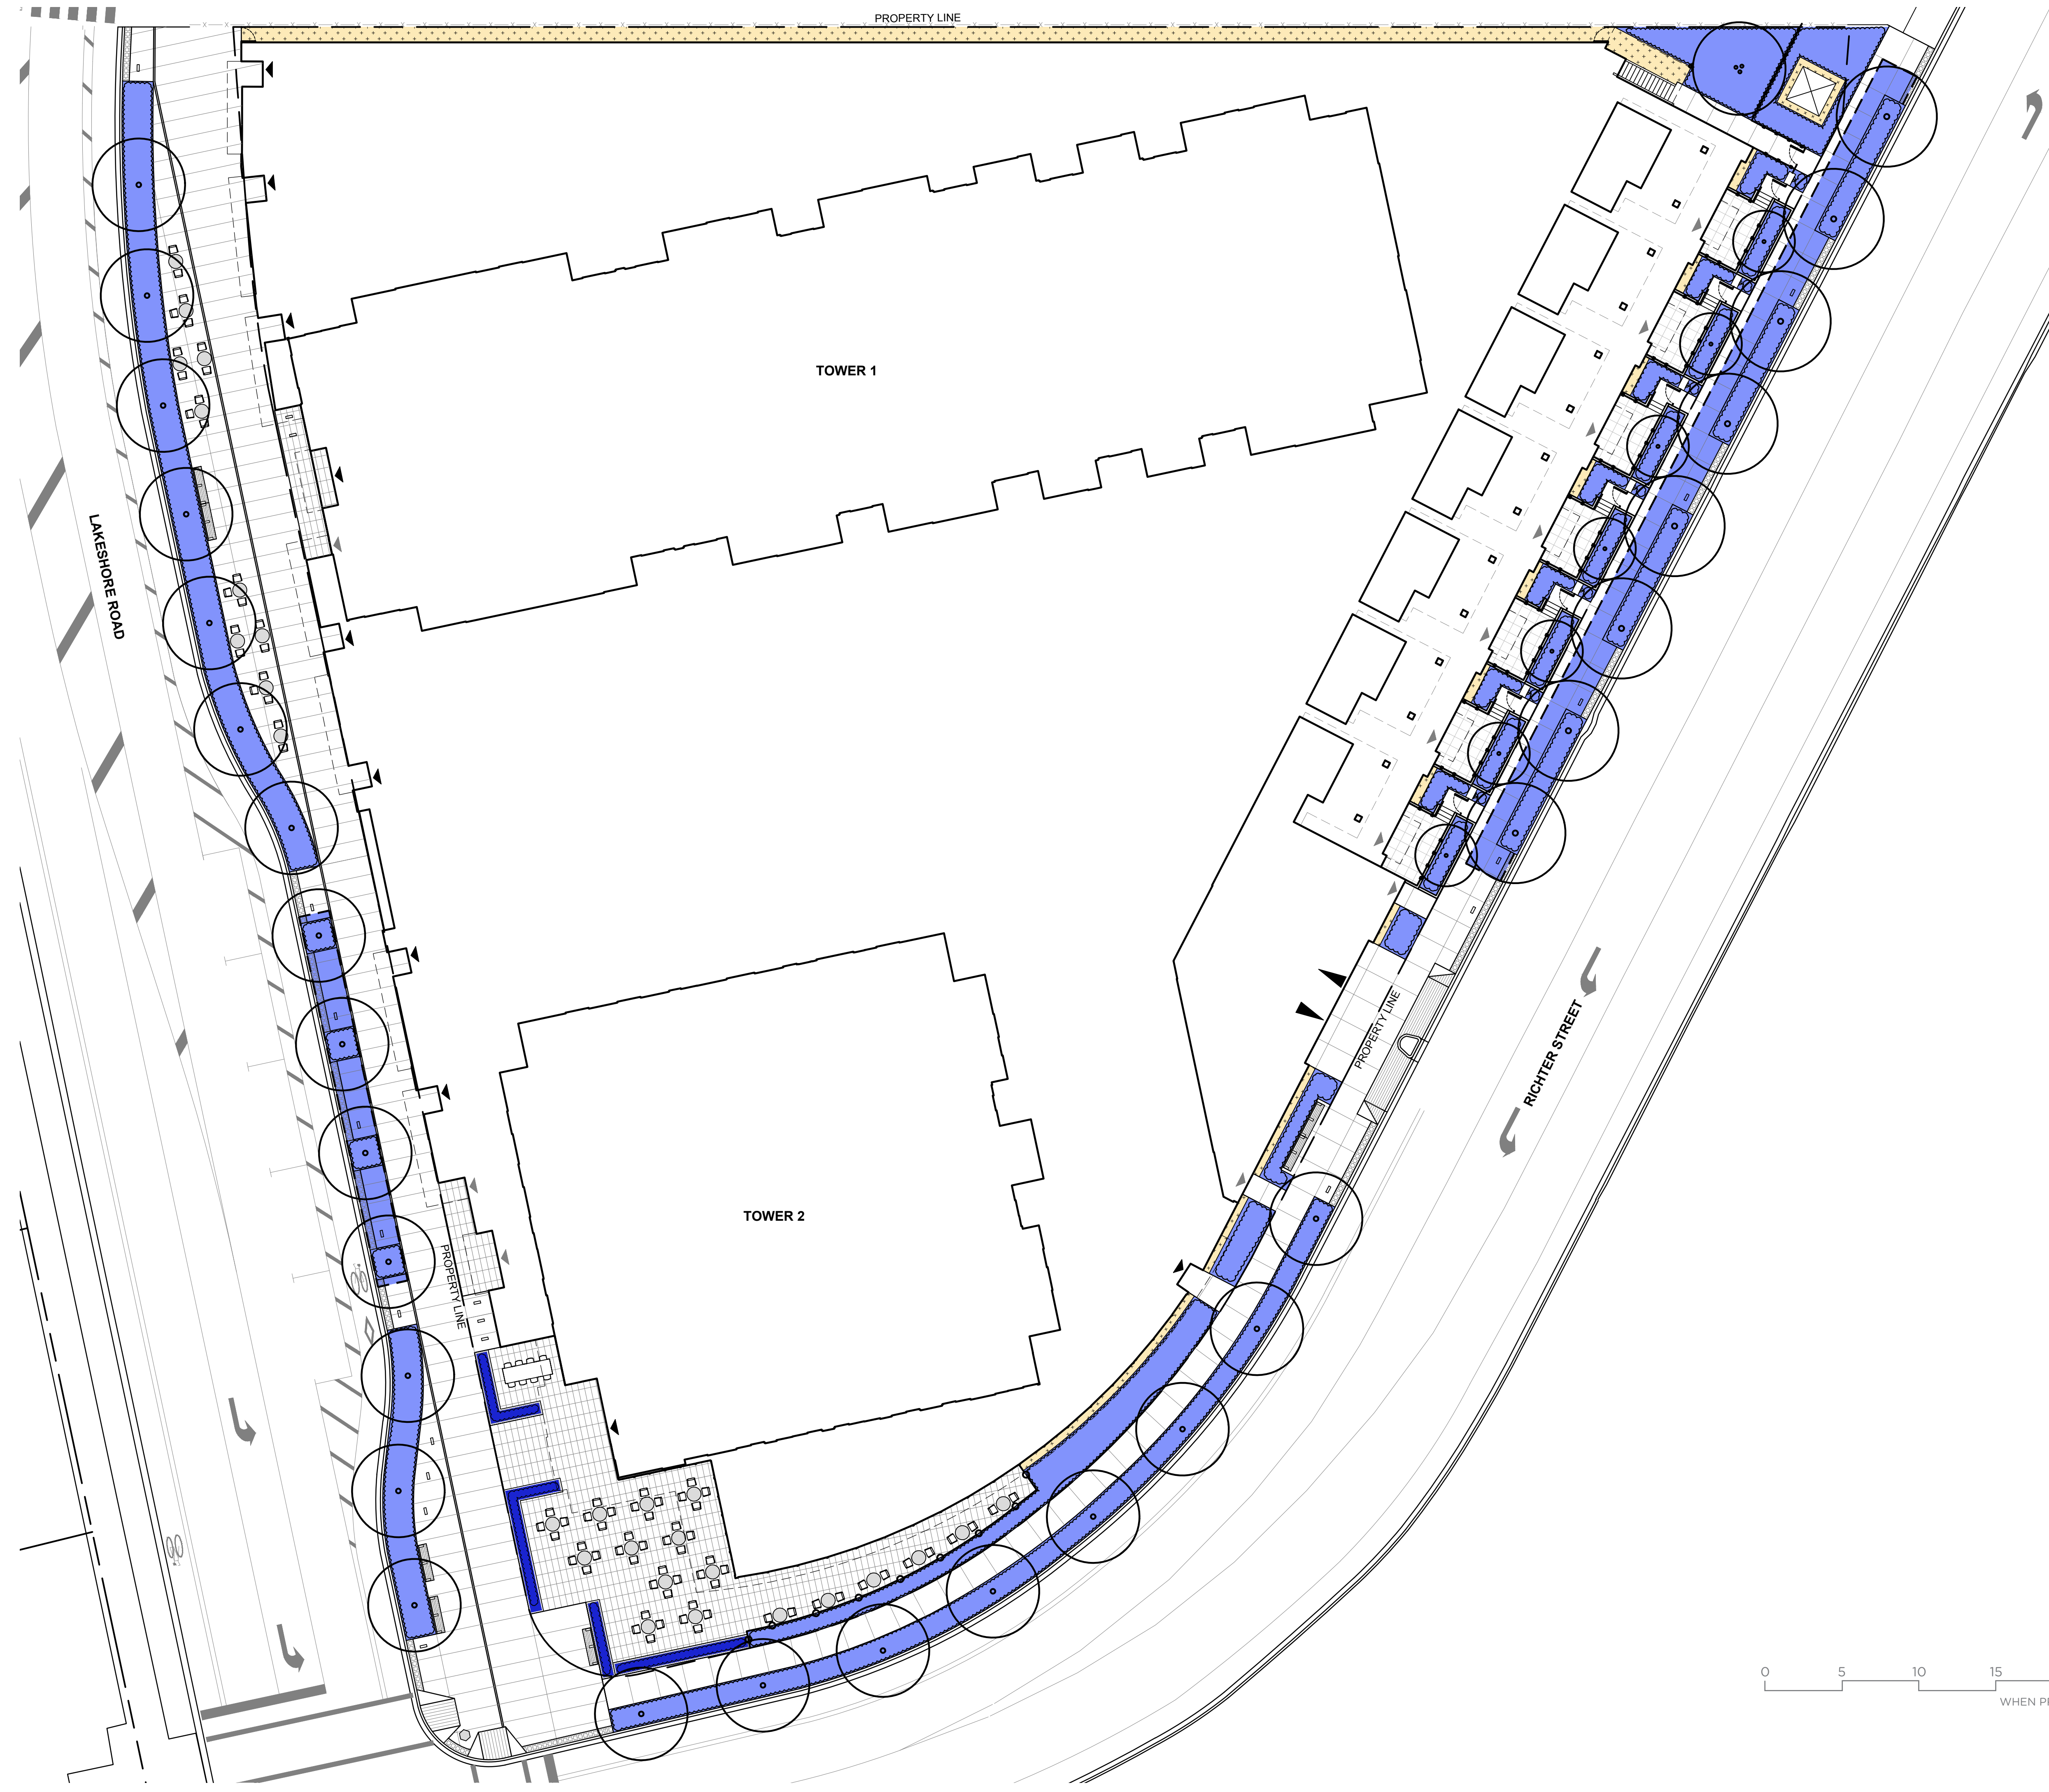 PROPERTY LINE
TOWER 1
LAKESHORE ROAD
PROPERTY LINE
RICHTER STREET
TOWER 2
PROPERTY LINE
0 5 10 15
WHEN